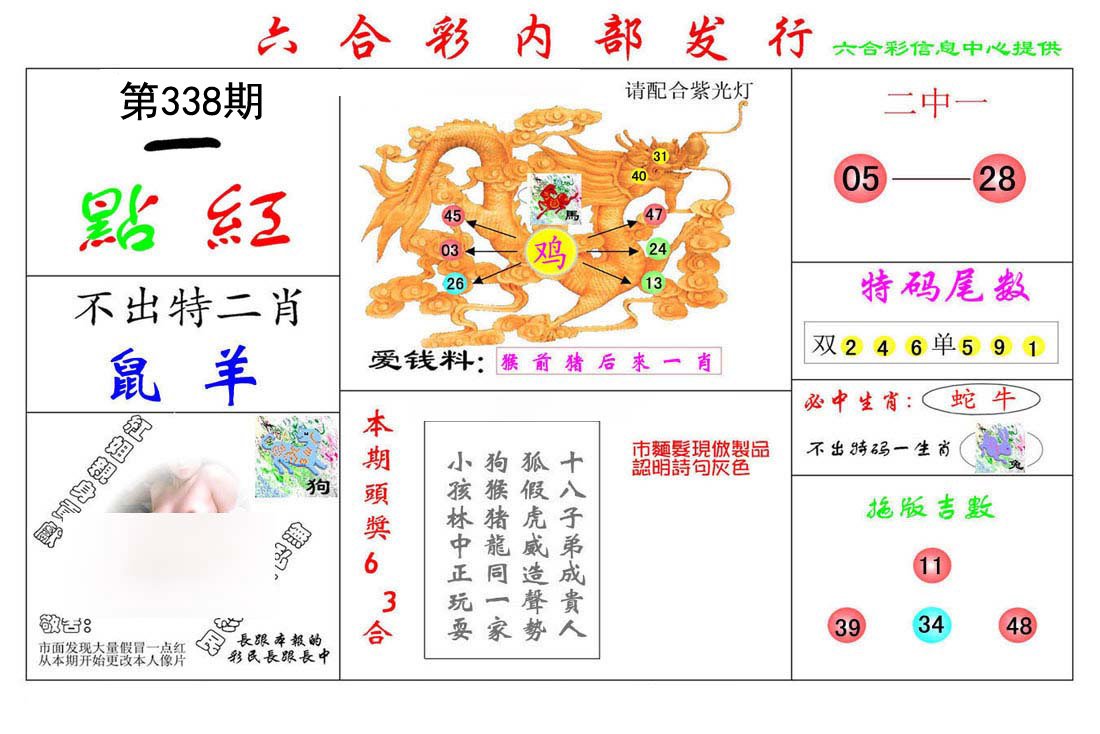 六合彩内部发行
六合彩信息中心提供
第338期
一
點紅
不出特二肖
鼠 羊
狗
敬告:
市面发现大量假冒一点红
从本期开始更改本人像片
長跟本報的
彩民長跟長中
请配合紫光灯
31
40
馬
45
47
03
鸡
24
26
13
爱钱料:
猴前猪后來一肖
本期頭獎6
3合
十八子弟成貴人
狐假虎威造聲勢
狗猴猪龍同一家
小孩林中正玩耍
市麵髮現倣製品
認明詩句灰色
二中一
05
28
特码尾数
双 2 4 6 单 5 9 1
必中生肖:
蛇 牛
不出特码一生肖
兔
拖版吉數
11
39
34
48